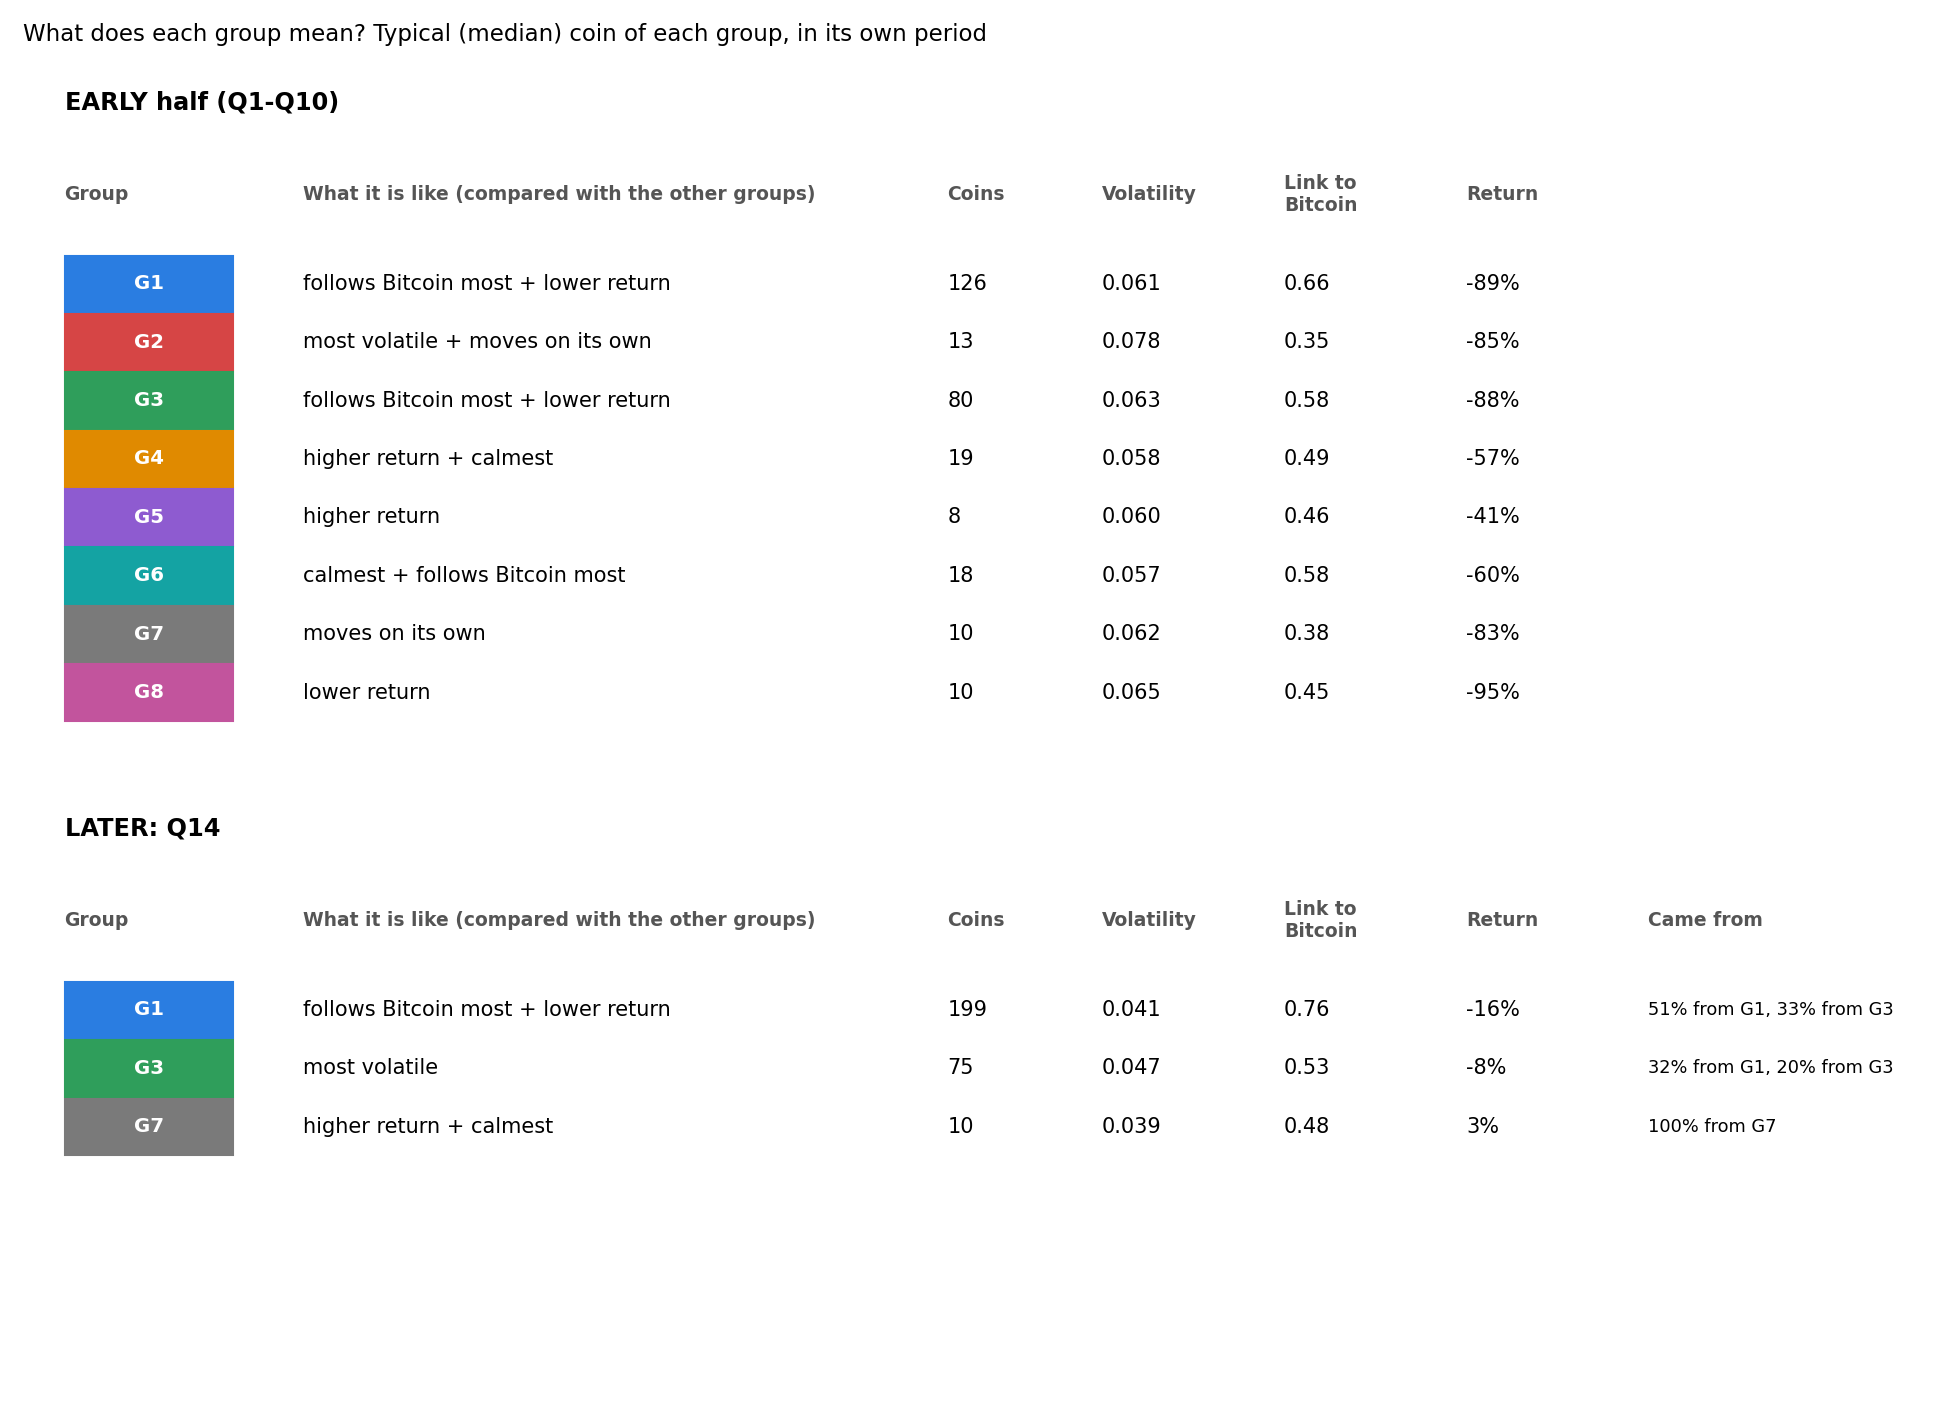 What does each group mean? Typical (median) coin of each group, in its own period
EARLY half (Q1-Q10)
Group What it is like (compared with the other groups) Coins Volatility Link to Bitcoin Return
G1 follows Bitcoin most + lower return 126 0.061 0.66 -89%
G2 most volatile + moves on its own 13 0.078 0.35 -85%
G3 follows Bitcoin most + lower return 80 0.063 0.58 -88%
G4 higher return + calmest 19 0.058 0.49 -57%
G5 higher return 8 0.060 0.46 -41%
G6 calmest + follows Bitcoin most 18 0.057 0.58 -60%
G7 moves on its own 10 0.062 0.38 -83%
G8 lower return 10 0.065 0.45 -95%
LATER: Q14
Group What it is like (compared with the other groups) Coins Volatility Link to Bitcoin Return Came from
G1 follows Bitcoin most + lower return 199 0.041 0.76 -16% 51% from G1, 33% from G3
G3 most volatile 75 0.047 0.53 -8% 32% from G1, 20% from G3
G7 higher return + calmest 10 0.039 0.48 3% 100% from G7